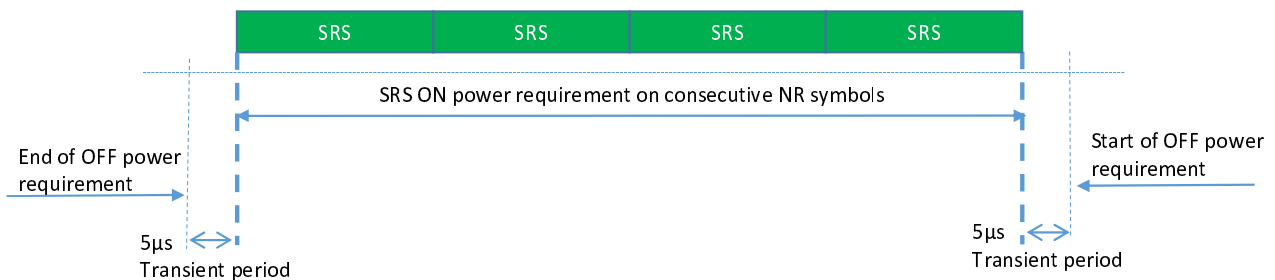 SRS SRS SRS SRS
SRS ON power requirement on consecutive NR symbols
End of OFF power
requirement
Start of OFF power
requirement
5µs
Transient period
5µs
Transient period